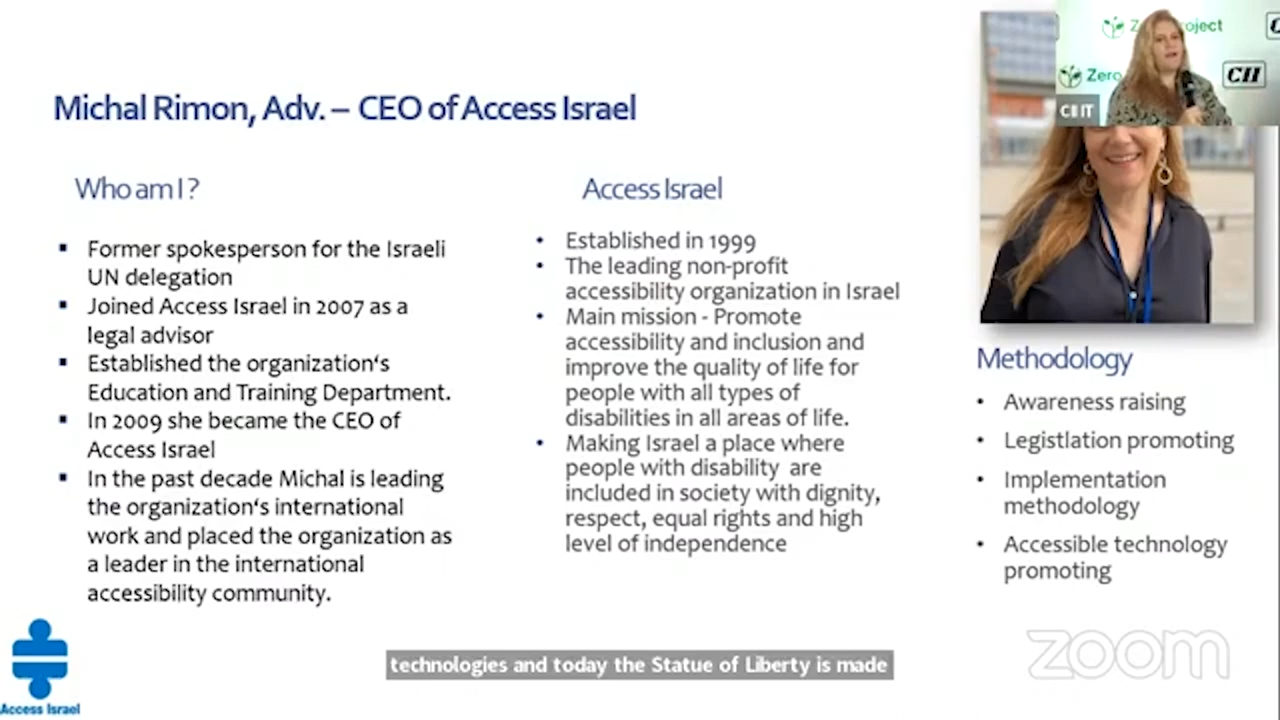 Michal Rimon, Adv. – CEO of Access Israel
Who am I ?
▪ Former spokesperson for the Israeli
UN delegation
▪ Joined Access Israel in 2007 as a
legal advisor
▪ Established the organization‘s
Education and Training Department.
▪ In 2009 she became the CEO of
Access Israel
▪ In the past decade Michal is leading
the organization‘s international
work and placed the organization as
a leader in the international
accessibility community.
Access Israel
• Established in 1999
• The leading non-profit
accessibility organization in Israel
• Main mission - Promote
accessibility and inclusion and
improve the quality of life for
people with all types of
disabilities in all areas of life.
• Making Israel a place where
people with disability are
included in society with dignity,
respect, equal rights and high
level of independence
Zero
CII
CII IT
Methodology
• Awareness raising
• Legistlation promoting
• Implementation
methodology
• Accessible technology
promoting
technologies and today the Statue of Liberty is made
zoom
Access Israel